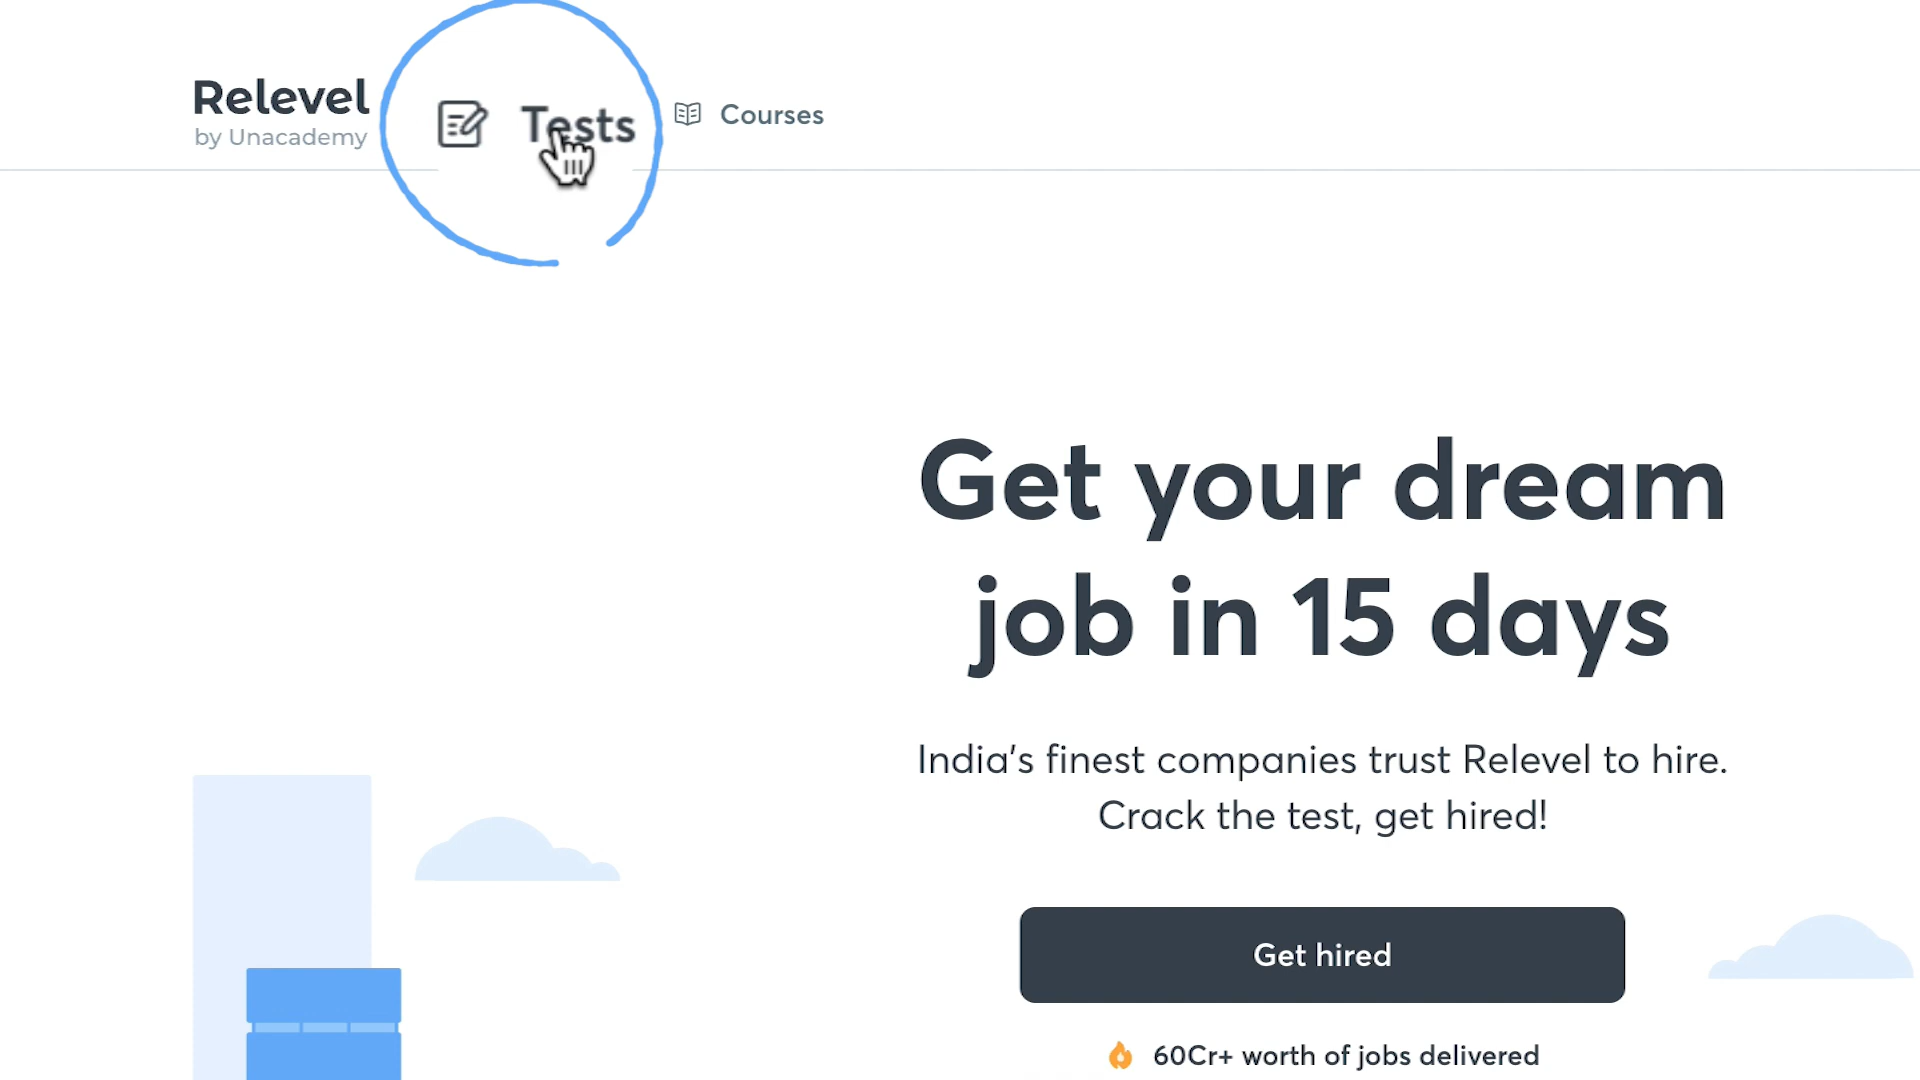 Relevel
by Unacademy
Tests
Courses
Get your dream
job in 15 days
India's finest companies trust Relevel to hire.
Crack the test, get hired!
Get hired
60Cr+ worth of jobs delivered